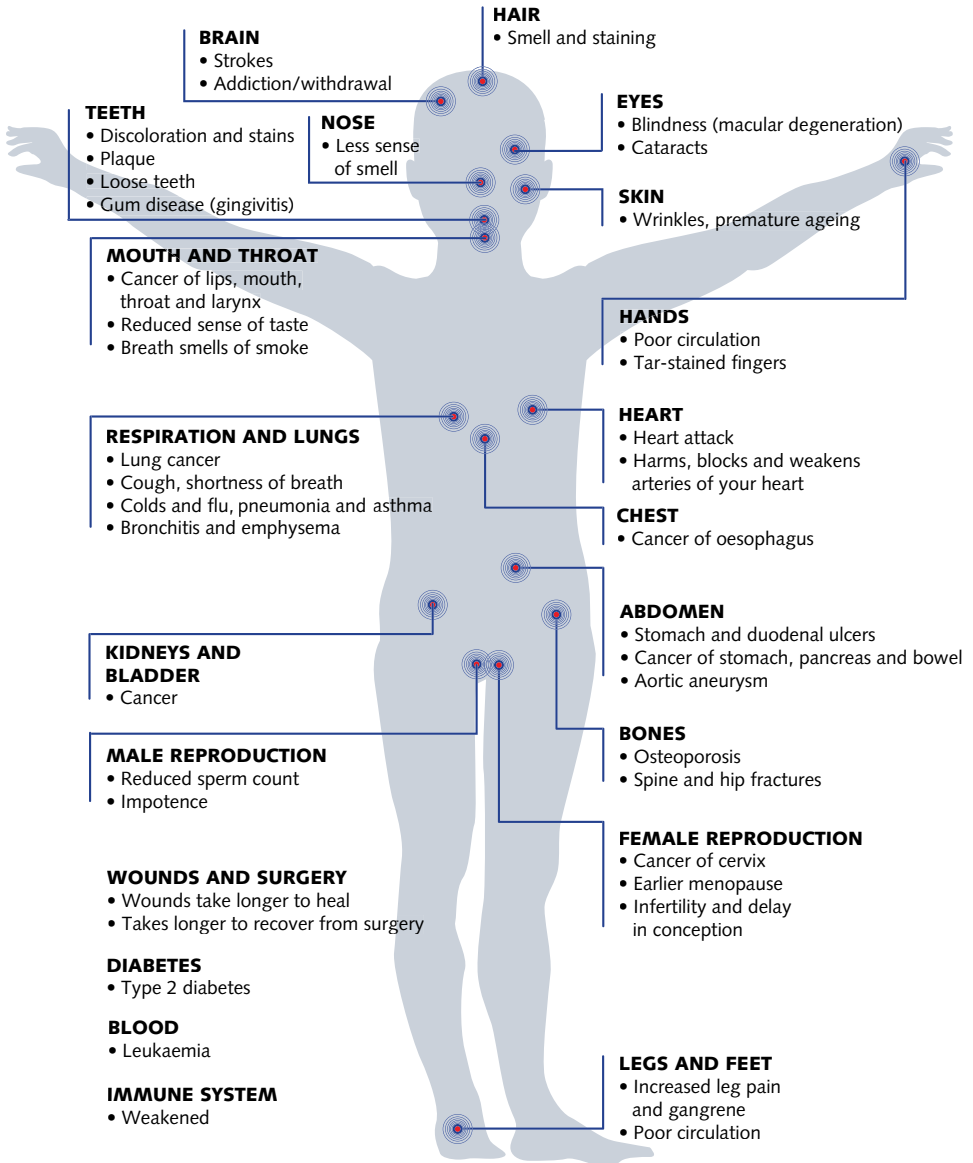 HAIR
• Smell and staining
BRAIN
• Strokes
• Addiction/withdrawal
TEETH
• Discoloration and stains
• Plaque
• Loose teeth
• Gum disease (gingivitis)
NOSE
• Less sense
of smell
EYES
• Blindness (macular degeneration)
• Cataracts
SKIN
• Wrinkles, premature ageing
MOUTH AND THROAT
• Cancer of lips, mouth,
throat and larynx
• Reduced sense of taste
• Breath smells of smoke
HANDS
• Poor circulation
• Tar-stained fingers
RESPIRATION AND LUNGS
• Lung cancer
• Cough, shortness of breath
• Colds and flu, pneumonia and asthma
• Bronchitis and emphysema
HEART
• Heart attack
• Harms, blocks and weakens
arteries of your heart
CHEST
• Cancer of oesophagus
ABDOMEN
• Stomach and duodenal ulcers
• Cancer of stomach, pancreas and bowel
• Aortic aneurysm
KIDNEYS AND
BLADDER
• Cancer
BONES
• Osteoporosis
• Spine and hip fractures
MALE REPRODUCTION
• Reduced sperm count
• Impotence
FEMALE REPRODUCTION
• Cancer of cervix
• Earlier menopause
• Infertility and delay
in conception
WOUNDS AND SURGERY
• Wounds take longer to heal
• Takes longer to recover from surgery
DIABETES
• Type 2 diabetes
BLOOD
• Leukaemia
IMMUNE SYSTEM
• Weakened
LEGS AND FEET
• Increased leg pain
and gangrene
• Poor circulation